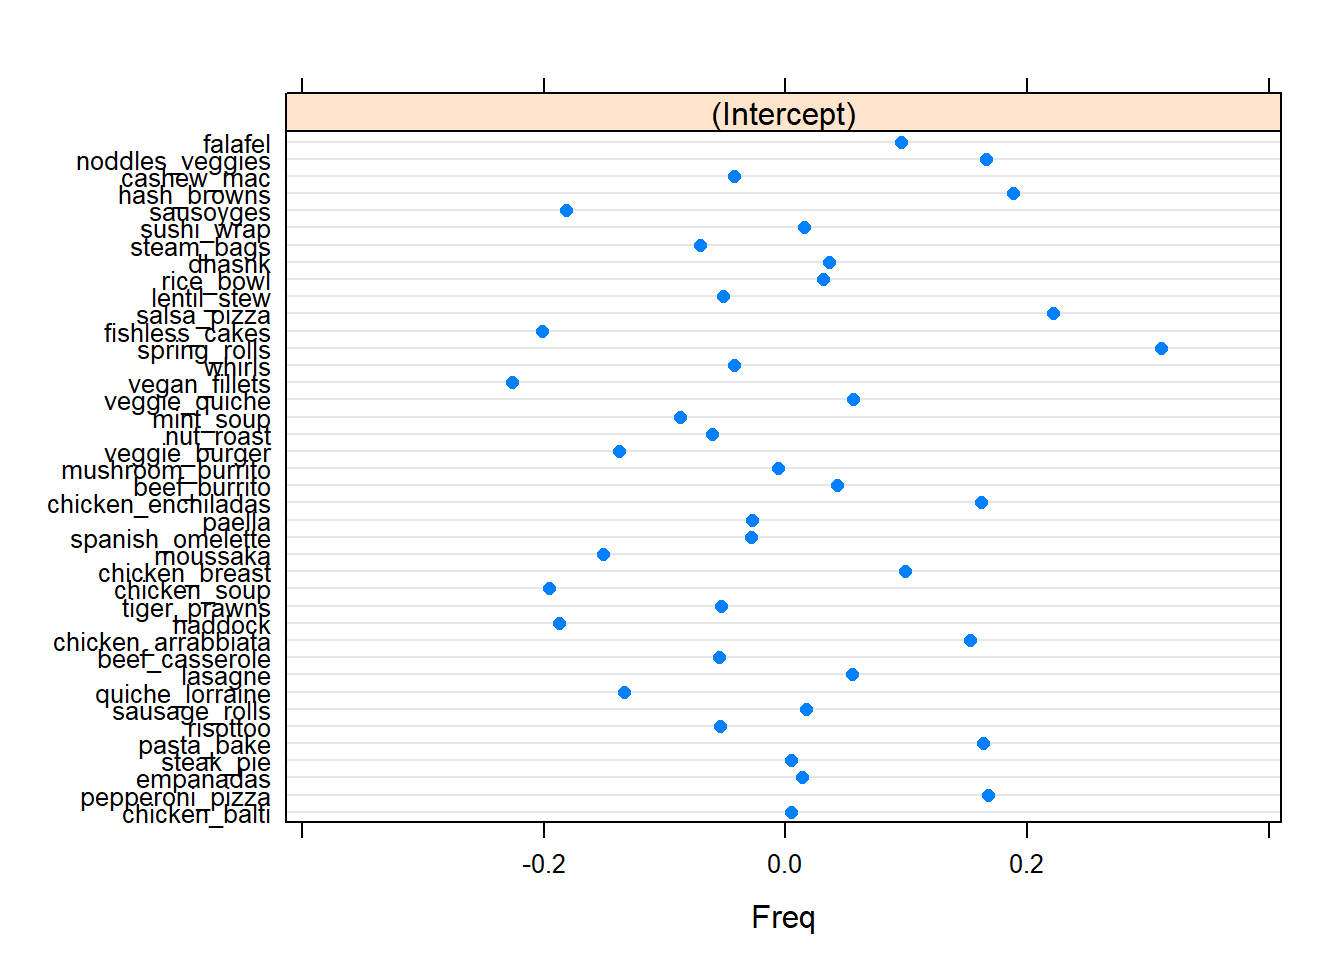 (Intercept)
falafel
noddles_veggies
cashew_mac
hash_browns
sausoyges
sushi_wrap
steam_bags
dhasnk
rice_bowl
lentil_stew
salsa_pizza
fishless_cakes
spring_rolls
whirls
vegan_fillets
veggie_quiche
mint_soup
nut_roast
veggie_burger
mushroom_burrito
beef_burrito
chicken_enchiladas
paella
spanish_omelette
moussaka
chicken_breast
chicken_soup
tiger_prawns
haddock
chicken_arrabbiata
beef_casserole
lasagne
quiche_lorraine
sausage_rolls
risottoo
pasta_bake
steak_pie
empanadas
pepperoni_pizza
chicken_balti
-0.2 0.0 0.2
Freq